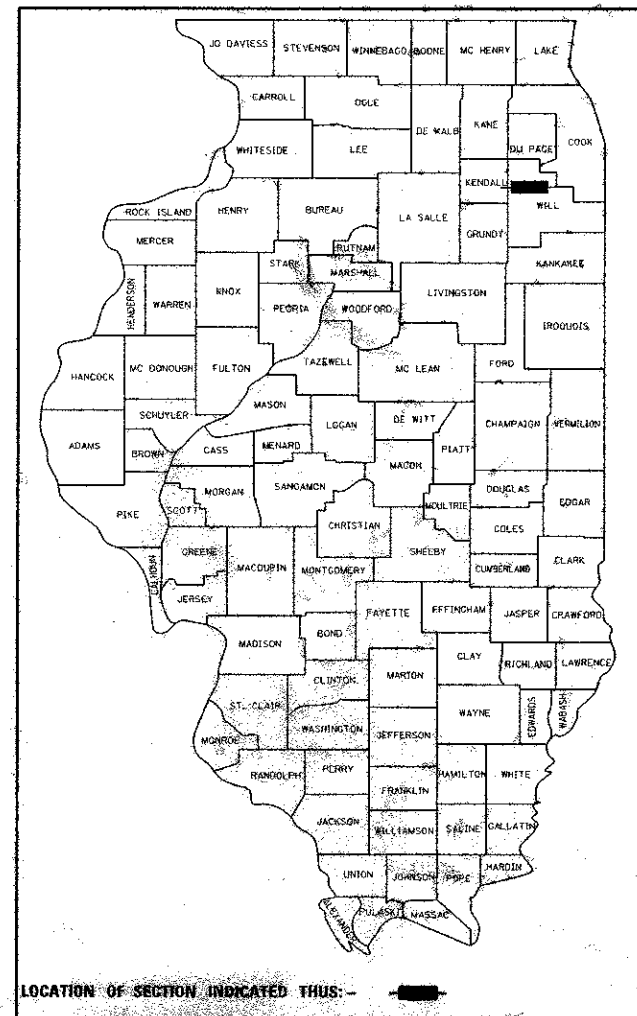 JO DAVIESS STEVENSON WINNEBAGO BOONE MC HENRY LAKE
CARROLL OGLE
DE KALB KANE COOK
DU PAGE
WHITESIDE LEE
KENDALL
WILL
ROCK ISLAND HENRY BUREAU LA SALLE
MERCER GRUNDY
STARK PUTNAM KANKAKEE
MARSHALL
HENDERSON WARREN KNOX LIVINGSTON
PEORIA WOODFORD IROQUOIS
TAZEWELL MC LEAN FORD
HANCOCK MC DONOUGH FULTON
MASON
SCHUYLER LOGAN DE WITT CHAMPAIGN VERMILION
ADAMS BROWN CASS MENARD PIATT
MACON
SCOTT MORGAN SANGAMON DOUGLAS
MOULTRIE EDGAR
PIKE CHRISTIAN COLES
SHELBY
GREENE MACOUPIN MONTGOMERY CUMBERLAND CLARK
CALHOUN JERSEY
FAYETTE EFFINGHAM JASPER CRAWFORD
BOND
MADISON CLAY RICHLAND LAWRENCE
CLINTON MARION
ST. CLAIR WAYNE EDWARDS WABASH
WASHINGTON JEFFERSON
MONROE
RANDOLPH PERRY HAMILTON WHITE
FRANKLIN
JACKSON WILLIAMSON SALINE GALLATIN
UNION JOHNSON POPE HARDIN
ALEXANDER PULASKI MASSAC
LOCATION OF SECTION INDICATED THUS:-